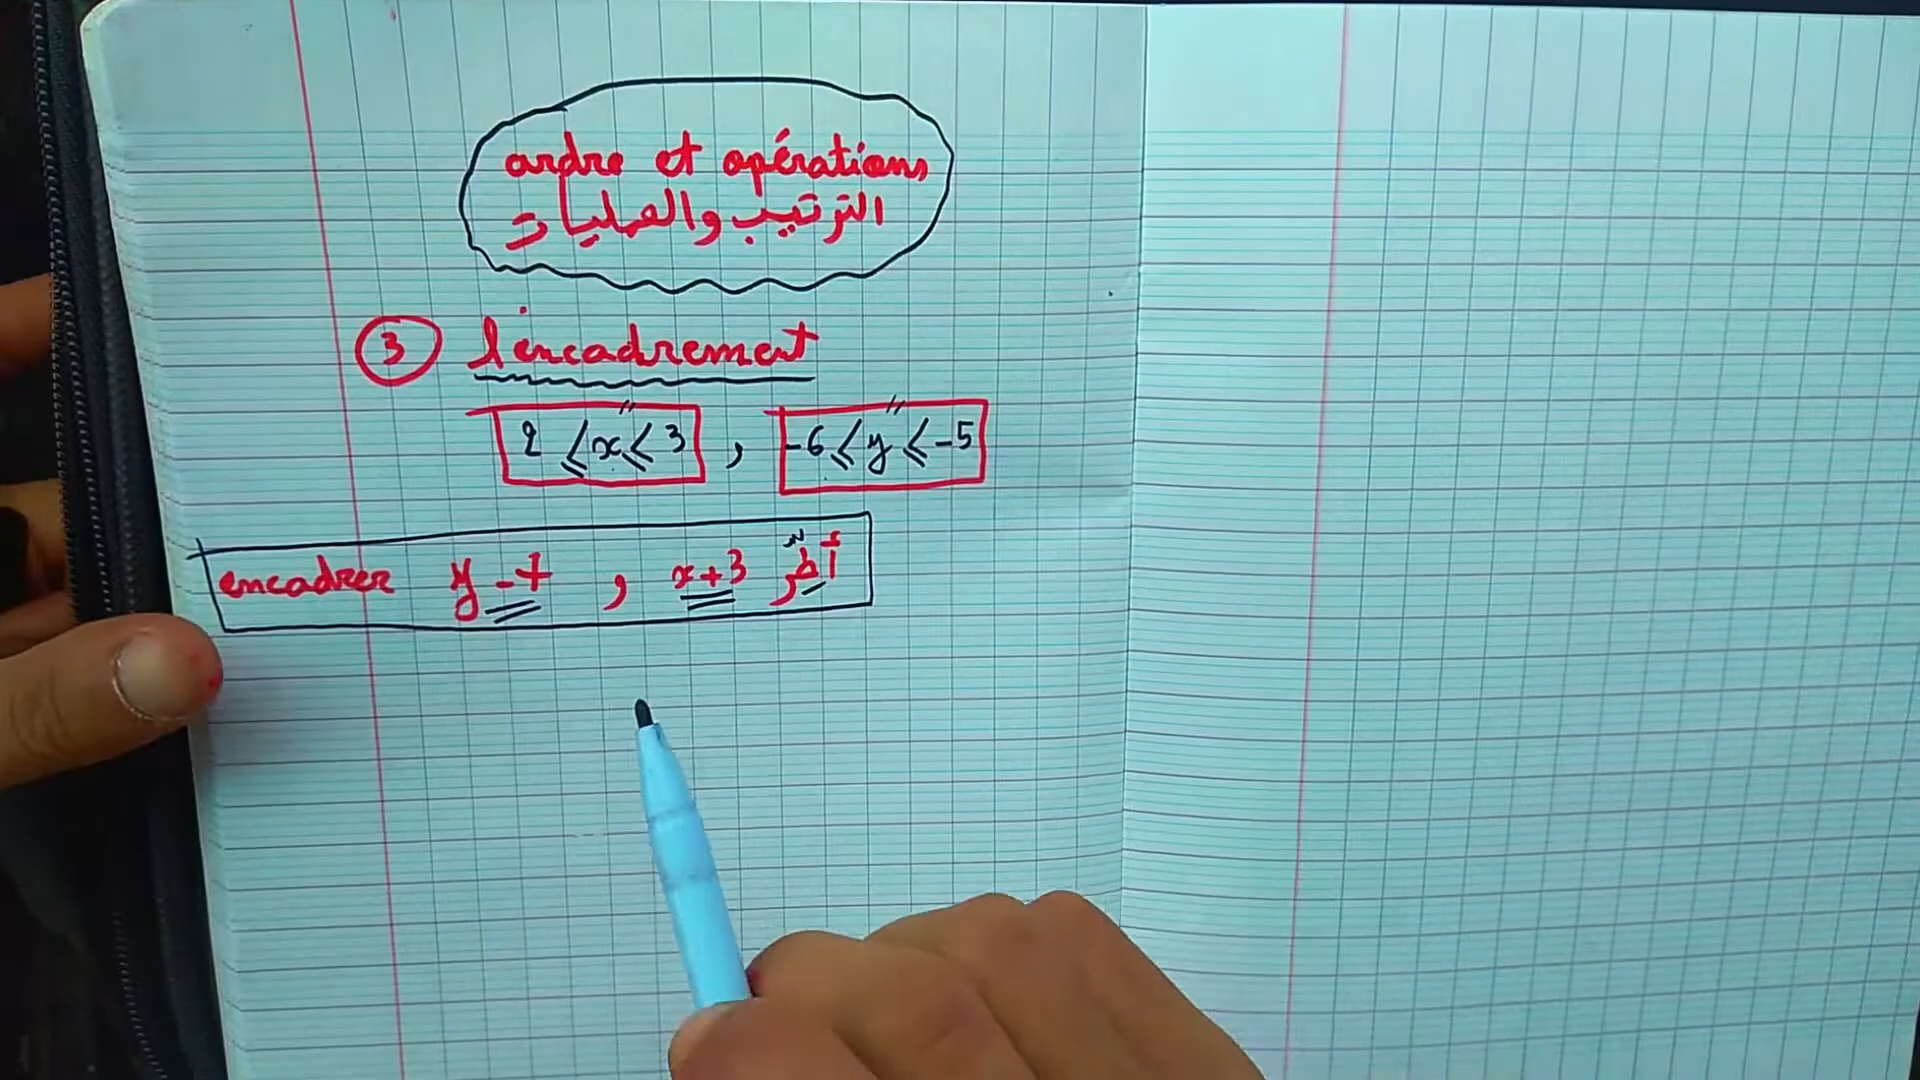 ordre et opérations
الترتيب والعمليات
3 l'encadrement
2 ≤ x ≤ 3 , -6 ≤ y ≤ -5
encadrer y - 7 , x + 3 أطر